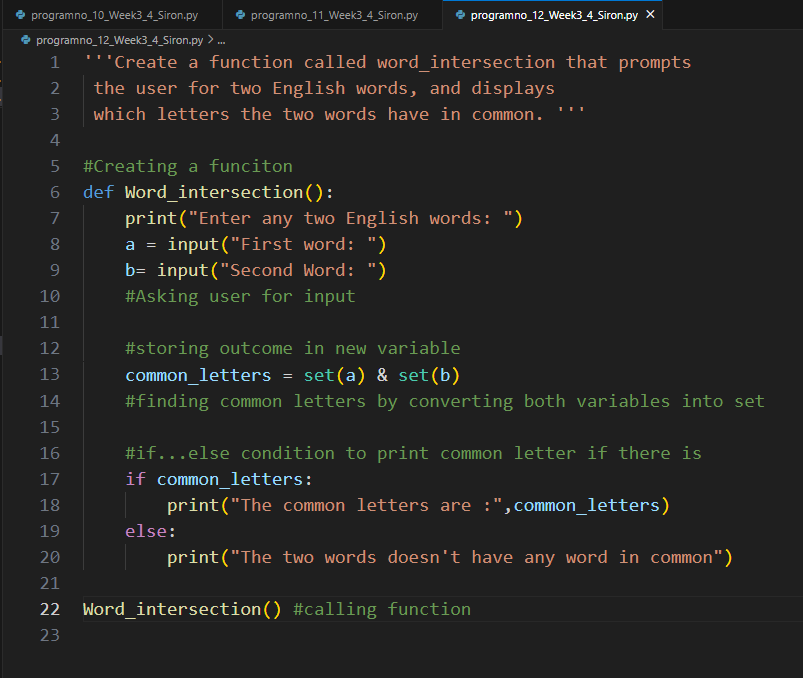 programno_10_Week3_4_Siron.py programno_11_Week3_4_Siron.py programno_12_Week3_4_Siron.py ×
programno_12_Week3_4_Siron.py > ...
1 '''Create a function called word_intersection that prompts
2 the user for two English words, and displays
3 which letters the two words have in common. '''
4
5 #Creating a funciton
6 def Word_intersection():
7     print("Enter any two English words: ")
8     a = input("First word: ")
9     b= input("Second Word: ")
10     #Asking user for input
11
12     #storing outcome in new variable
13     common_letters = set(a) & set(b)
14     #finding common letters by converting both variables into set
15
16     #if...else condition to print common letter if there is
17     if common_letters:
18         print("The common letters are :",common_letters)
19     else:
20         print("The two words doesn't have any word in common")
21
22 Word_intersection() #calling function
23